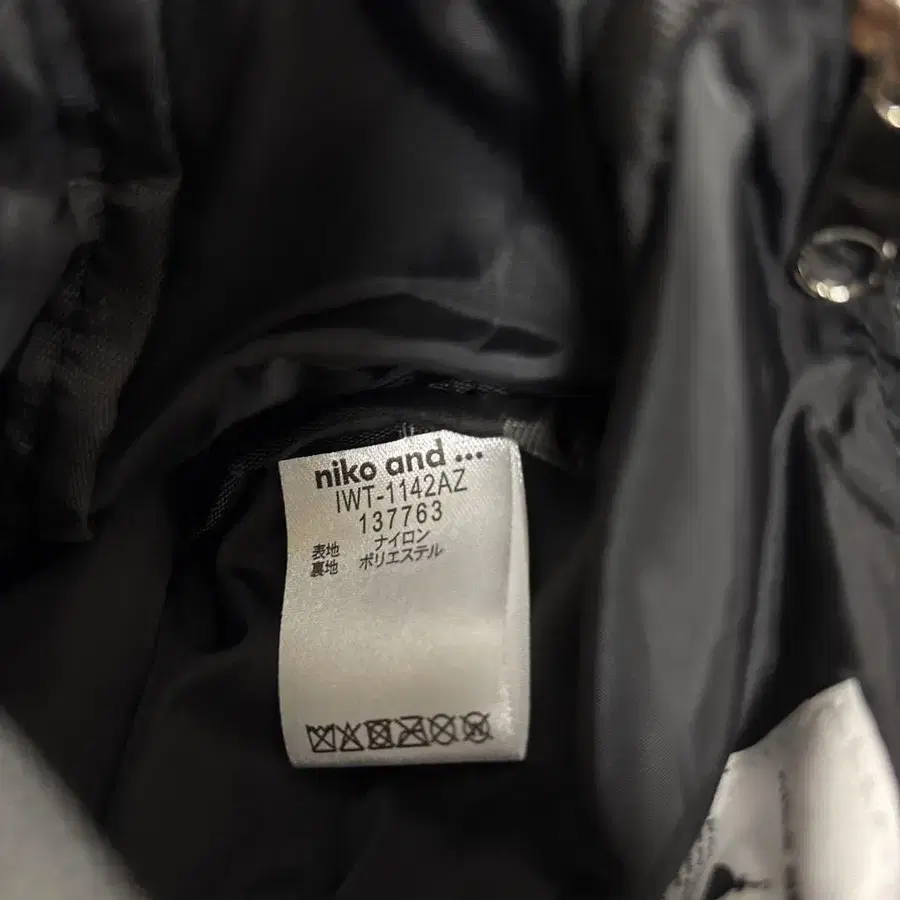 niko and ...
IWT-1142AZ
137763
表地 ナイロン
裏地 ポリエステル